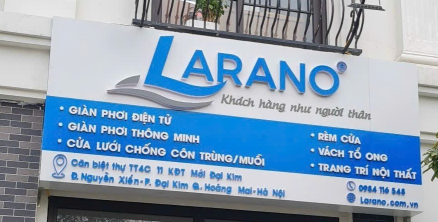 LARANO®
Khách hàng như người thân
• GIÀN PHƠI ĐIỆN TỬ
• GIÀN PHƠI THÔNG MINH
• CỬA LƯỚI CHỐNG CÔN TRÙNG/MUỖI
• RÈM CỬA
• VÁCH TỔ ONG
• TRANG TRÍ NỘI THẤT
Căn biệt thự TT4C 11 KĐT Mới Đại Kim
Đ. Nguyễn Xiển-P. Đại Kim Q. Hoàng Mai-Hà Nội
0984 116 548
Larano.com.vn